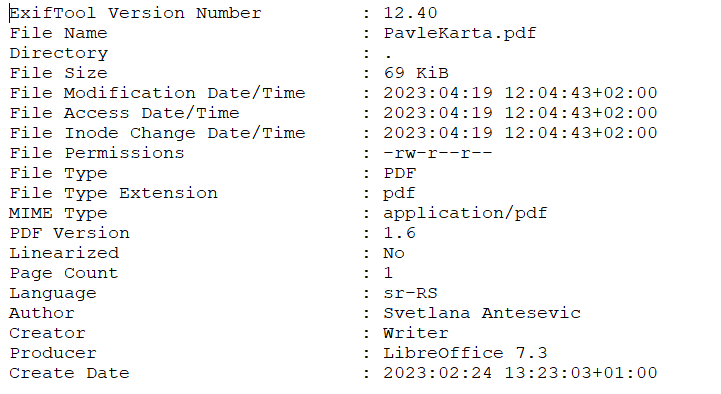 ExifTool Version Number : 12.40
File Name : PavleKarta.pdf
Directory : .
File Size : 69 KiB
File Modification Date/Time : 2023:04:19 12:04:43+02:00
File Access Date/Time : 2023:04:19 12:04:43+02:00
File Inode Change Date/Time : 2023:04:19 12:04:43+02:00
File Permissions : -rw-r--r--
File Type : PDF
File Type Extension : pdf
MIME Type : application/pdf
PDF Version : 1.6
Linearized : No
Page Count : 1
Language : sr-RS
Author : Svetlana Antesevic
Creator : Writer
Producer : LibreOffice 7.3
Create Date : 2023:02:24 13:23:03+01:00